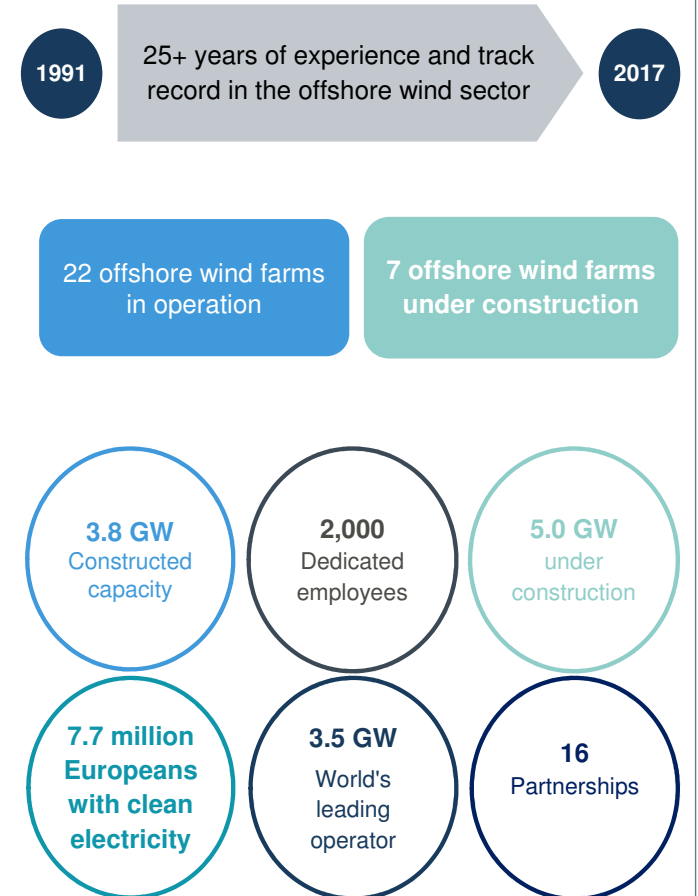 1991
25+ years of experience and track
record in the offshore wind sector
2017
22 offshore wind farms
in operation
7 offshore wind farms
under construction
3.8 GW
Constructed
capacity
2,000
Dedicated
employees
5.0 GW
under
construction
7.7 million
Europeans
with clean
electricity
3.5 GW
World's
leading
operator
16
Partnerships